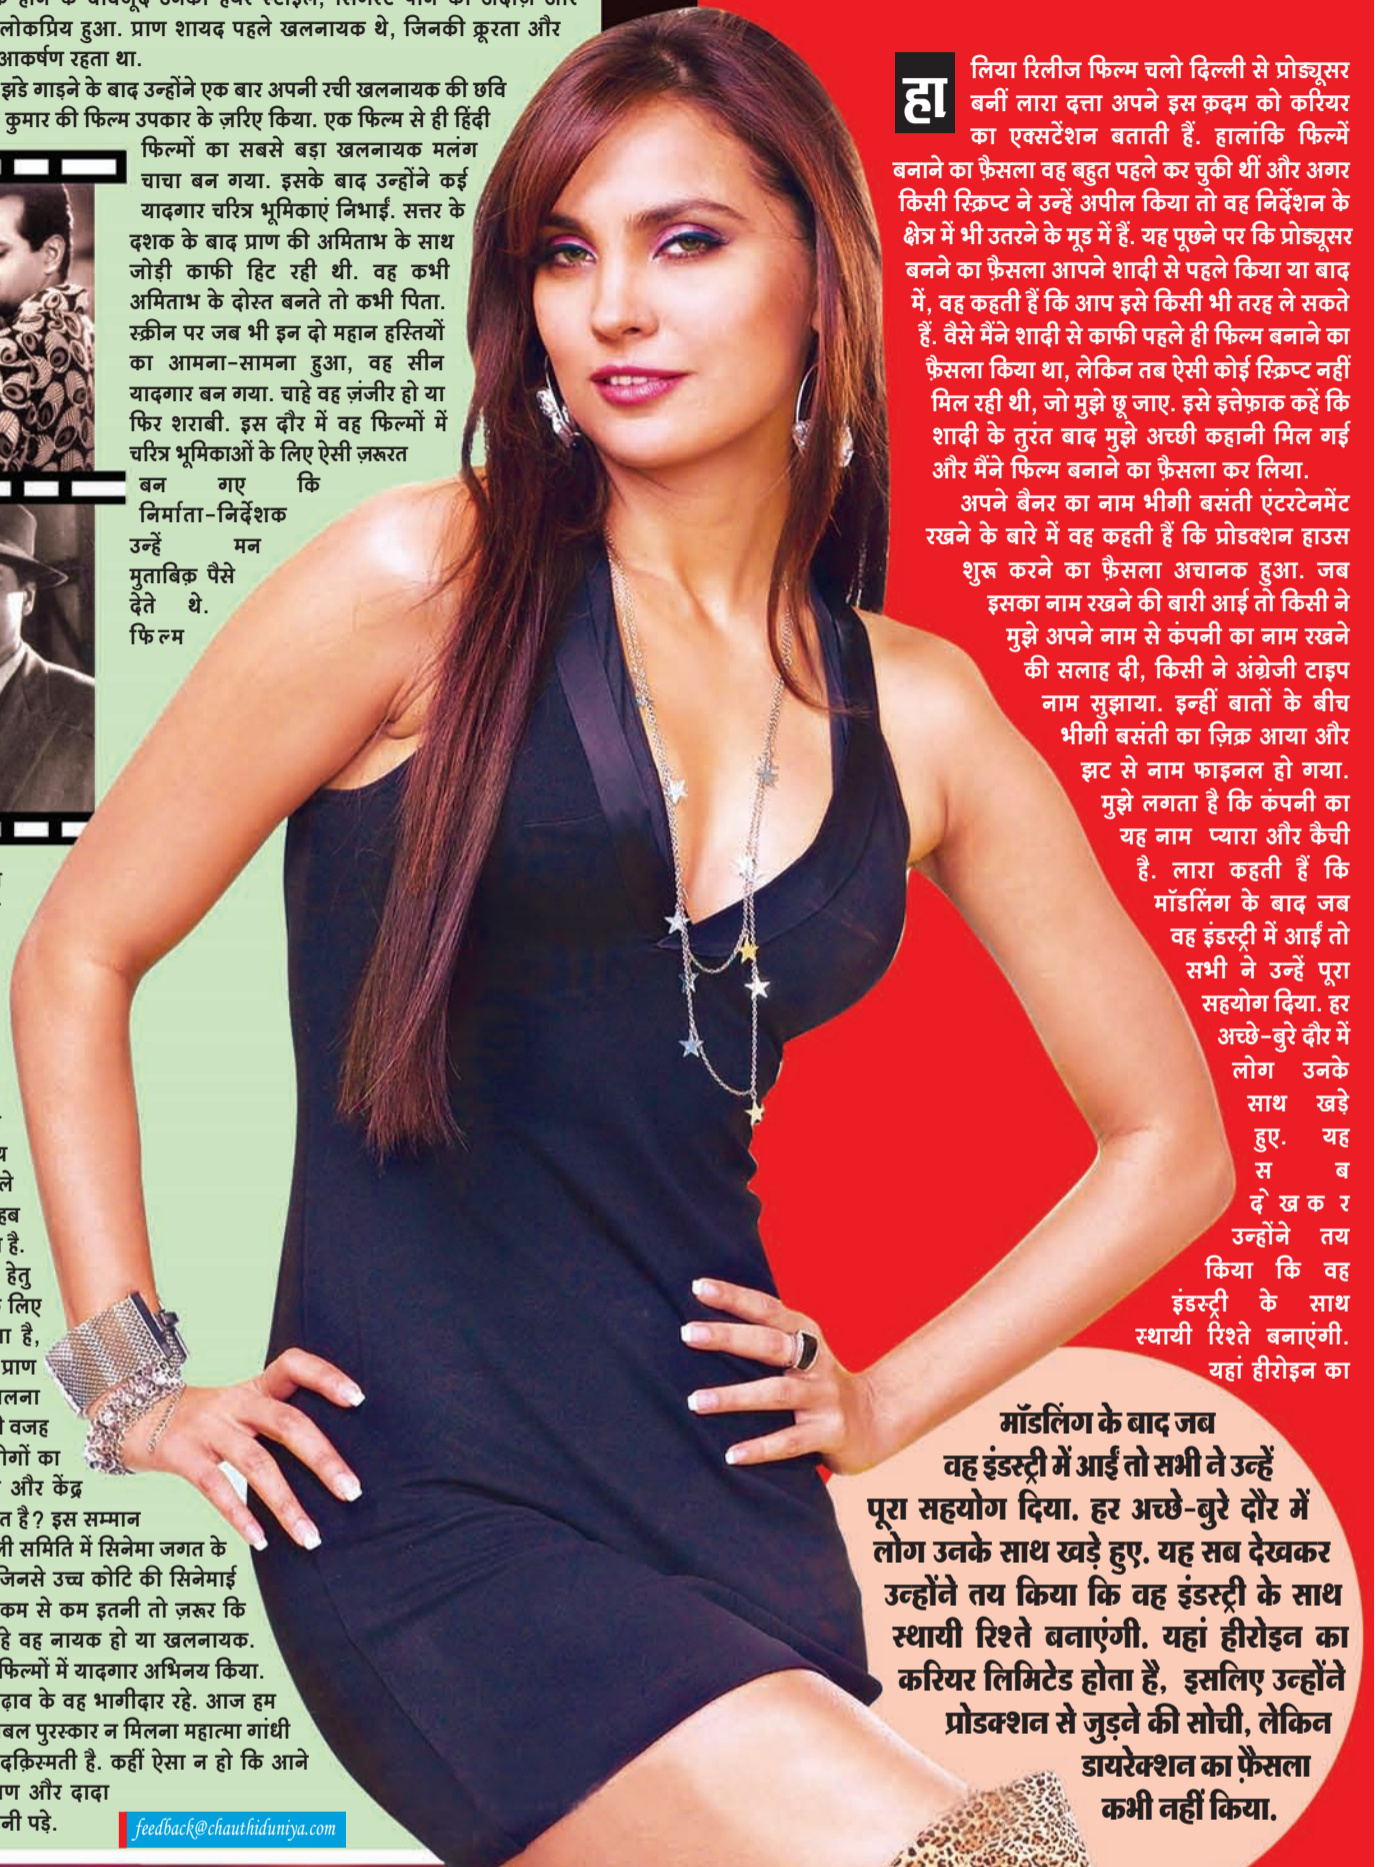 लोकप्रिय हुआ. प्राण शायद पहले खलनायक थे, जिनकी क्रूरता और
आकर्षण रहता था.
झंडे गाड़ने के बाद उन्होंने एक बार अपनी रची खलनायक की छवि
कुमार की फिल्म उपकार के ज़रिए किया. एक फिल्म से ही हिंदी
फिल्मों का सबसे बड़ा खलनायक मलंग
चाचा बन गया. इसके बाद उन्होंने कई
यादगार चरित्र भूमिकाएं निभाईं. सत्तर के
दशक के बाद प्राण की अमिताभ के साथ
जोड़ी काफी हिट रही थी. वह कभी
अमिताभ के दोस्त बनते तो कभी पिता.
स्क्रीन पर जब भी इन दो महान हस्तियों
का आमना-सामना हुआ, वह सीन
यादगार बन गया. चाहे वह ज़ंजीर हो या
फिर शराबी. इस दौर में वह फिल्मों में
चरित्र भूमिकाओं के लिए ऐसी ज़रूरत
बन गए कि
निर्माता-निर्देशक
उन्हें मन
मुताबिक़ पैसे
देते थे.
फिल्म
है.
हेतु
लिए
है,
प्राण
वजह
का
और केंद्र
है? इस सम्मान
समिति में सिनेमा जगत के
जिनसे उच्च कोटि की सिनेमाई
कम से कम इतनी तो ज़रूर कि
वह नायक हो या खलनायक.
फिल्मों में यादगार अभिनय किया.
के वह भागीदार रहे. आज हम
पुरस्कार न मिलना महात्मा गांधी
है. कहीं ऐसा न हो कि आने
और दादा
पड़े.
feedback@chauthiduniya.com
हा
लिया रिलीज फिल्म चलो दिल्ली से प्रोड्यूसर
बनीं लारा दत्ता अपने इस क़दम को करियर
का एक्सटेंशन बताती हैं. हालांकि फिल्में
बनाने का फ़ैसला वह बहुत पहले कर चुकी थीं और अगर
किसी स्क्रिप्ट ने उन्हें अपील किया तो वह निर्देशन के
क्षेत्र में भी उतरने के मूड में हैं. यह पूछने पर कि प्रोड्यूसर
बनने का फ़ैसला आपने शादी से पहले किया या बाद
में, वह कहती हैं कि आप इसे किसी भी तरह ले सकते
हैं. वैसे मैंने शादी से काफी पहले ही फिल्म बनाने का
फ़ैसला किया था, लेकिन तब ऐसी कोई स्क्रिप्ट नहीं
मिल रही थी, जो मुझे छू जाए. इसे इत्तेफ़ाक कहें कि
शादी के तुरंत बाद मुझे अच्छी कहानी मिल गई
और मैंने फिल्म बनाने का फ़ैसला कर लिया.
अपने बैनर का नाम भीगी बसंती एंटरटेनमेंट
रखने के बारे में वह कहती हैं कि प्रोडक्शन हाउस
शुरू करने का फ़ैसला अचानक हुआ. जब
इसका नाम रखने की बारी आई तो किसी ने
मुझे अपने नाम से कंपनी का नाम रखने
की सलाह दी, किसी ने अंग्रेजी टाइप
नाम सुझाया. इन्हीं बातों के बीच
भीगी बसंती का ज़िक्र आया और
झट से नाम फाइनल हो गया.
मुझे लगता है कि कंपनी का
यह नाम प्यारा और कैची
है. लारा कहती हैं कि
मॉडलिंग के बाद जब
वह इंडस्ट्री में आईं तो
सभी ने उन्हें पूरा
सहयोग दिया. हर
अच्छे-बुरे दौर में
लोग उनके
साथ खड़े
हुए. यह
सब
देखकर
उन्होंने तय
किया कि वह
इंडस्ट्री के साथ
स्थायी रिश्ते बनाएंगी.
यहां हीरोइन का
मॉडलिंग के बाद जब
वह इंडस्ट्री में आईं तो सभी ने उन्हें
पूरा सहयोग दिया. हर अच्छे-बुरे दौर में
लोग उनके साथ खड़े हुए. यह सब देखकर
उन्होंने तय किया कि वह इंडस्ट्री के साथ
स्थायी रिश्ते बनाएंगी. यहां हीरोइन का
करियर लिमिटेड होता है, इसलिए उन्होंने
प्रोडक्शन से जुड़ने की सोची, लेकिन
डायरेक्शन का फ़ैसला
कभी नहीं किया.